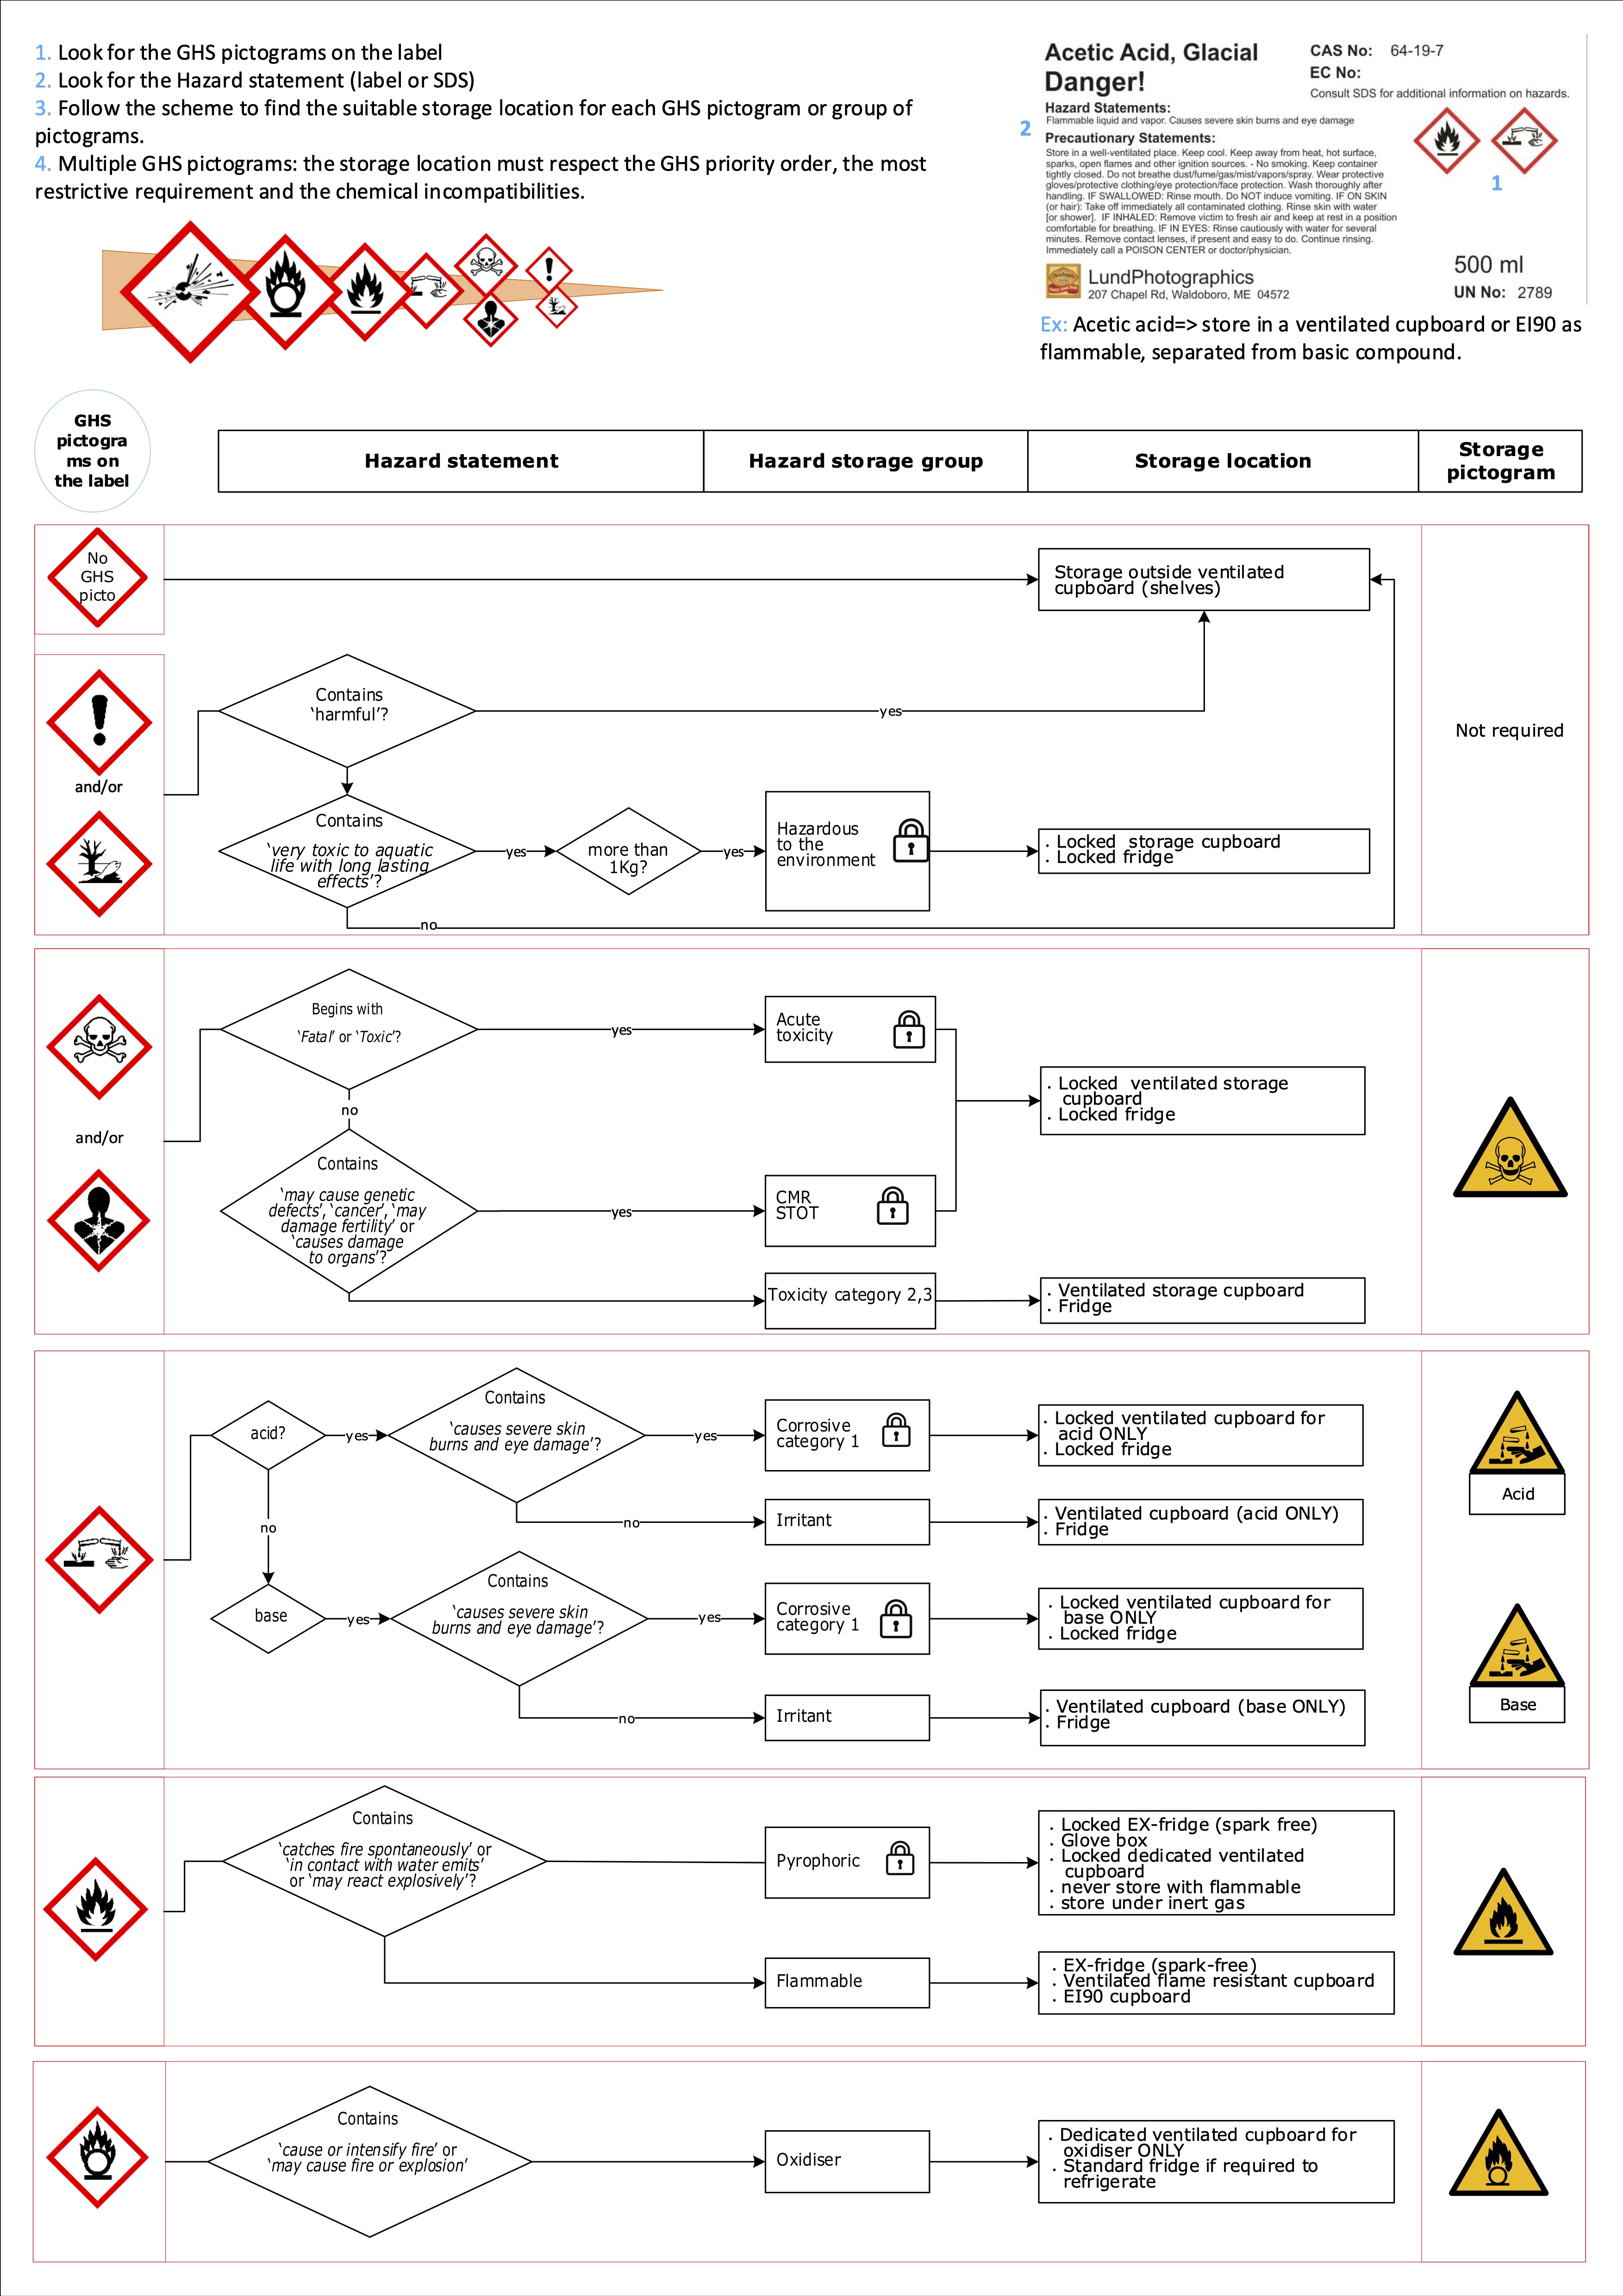 1. Look for the GHS pictograms on the label
2. Look for the Hazard statement (label or SDS)
3. Follow the scheme to find the suitable storage location for each GHS pictogram or group of
pictograms.
4. Multiple GHS pictograms: the storage location must respect the GHS priority order, the most
restrictive requirement and the chemical incompatibilities.
Acetic Acid, Glacial
Danger!
CAS No: 64-19-7
EC No:
Consult SDS for additional information on hazards.
Hazard Statements:
Flammable liquid and vapor. Causes severe skin burns and eye damage
2
Precautionary Statements:
Store in a well-ventilated place. Keep cool. Keep away from heat, hot surface,
sparks, open flames and other ignition sources. - No smoking. Keep container
tightly closed. Do not breathe dust/fume/gas/mist/vapors/spray. Wear protective
gloves/protective clothing/eye protection/face protection. Wash thoroughly after
handling. IF SWALLOWED: Rinse mouth. Do NOT induce vomiting. IF ON SKIN
(or hair): Take off immediately all contaminated clothing. Rinse skin with water
[or shower]. IF INHALED: Remove victim to fresh air and keep at rest in a position
comfortable for breathing. IF IN EYES: Rinse cautiously with water for several
minutes. Remove contact lenses, if present and easy to do. Continue rinsing.
Immediately call a POISON CENTER or doctor/physician.
1
LundPhotographics
207 Chapel Rd, Waldoboro, ME 04572
500 ml
UN No: 2789
Ex: Acetic acid=> store in a ventilated cupboard or EI90 as
flammable, separated from basic compound.
GHS
pictogra
ms on
the label
Hazard statement
Hazard storage group
Storage location
Storage
pictogram
No
GHS
picto
Storage outside ventilated
cupboard (shelves)
and/or
Contains
‘harmful’?
yes
Not required
Contains
‘very toxic to aquatic
life with long lasting
effects’?
yes
more than
1Kg?
yes
Hazardous
to the
environment
. Locked storage cupboard
. Locked fridge
no
and/or
Begins with
‘Fatal’ or ‘Toxic’?
yes
Acute
toxicity
no
. Locked ventilated storage
cupboard
. Locked fridge
Contains
‘may cause genetic
defects’, ‘cancer’, ‘may
damage fertility’ or
‘causes damage
to organs’?
yes
CMR
STOT
Toxicity category 2,3
. Ventilated storage cupboard
. Fridge
acid?
yes
Contains
‘causes severe skin
burns and eye damage’?
yes
Corrosive
category 1
. Locked ventilated cupboard for
acid ONLY
. Locked fridge
Acid
no
no
Irritant
. Ventilated cupboard (acid ONLY)
. Fridge
base
yes
Contains
‘causes severe skin
burns and eye damage’?
yes
Corrosive
category 1
. Locked ventilated cupboard for
base ONLY
. Locked fridge
Base
no
Irritant
. Ventilated cupboard (base ONLY)
. Fridge
Contains
‘catches fire spontaneously’ or
‘in contact with water emits’
or ‘may react explosively’?
Pyrophoric
. Locked EX-fridge (spark free)
. Glove box
. Locked dedicated ventilated
cupboard
. never store with flammable
. store under inert gas
Flammable
. EX-fridge (spark-free)
. Ventilated flame resistant cupboard
. EI90 cupboard
Contains
‘cause or intensify fire’ or
‘may cause fire or explosion’
Oxidiser
. Dedicated ventilated cupboard for
oxidiser ONLY
. Standard fridge if required to
refrigerate